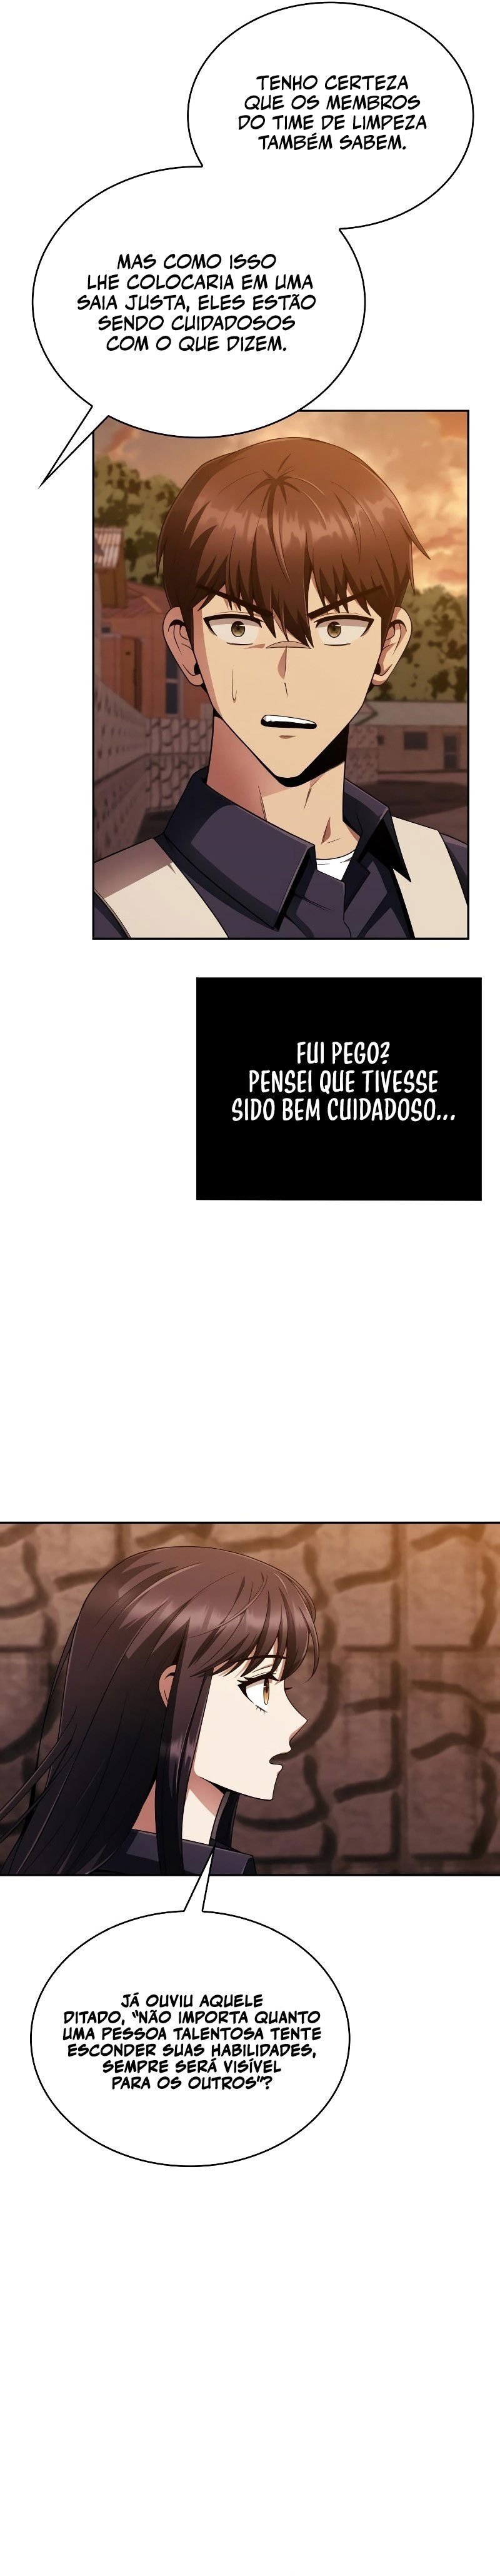 TENHO CERTEZA
QUE OS MEMBROS
DO TIME DE LIMPEZA
TAMBÉM SABEM.
MAS COMO ISSO
LHE COLOCARIA EM UMA
SAIA JUSTA, ELES ESTÃO
SENDO CUIDADOSOS
COM O QUE DIZEM.
FUI PEGO?
PENSEI QUE TIVESSE
SIDO BEM CUIDADOSO...
JÁ OUVIU AQUELE
DITADO, "NÃO IMPORTA QUANTO
UMA PESSOA TALENTOSA TENTE
ESCONDER SUAS HABILIDADES,
SEMPRE SERÁ VISÍVEL
PARA OS OUTROS"?